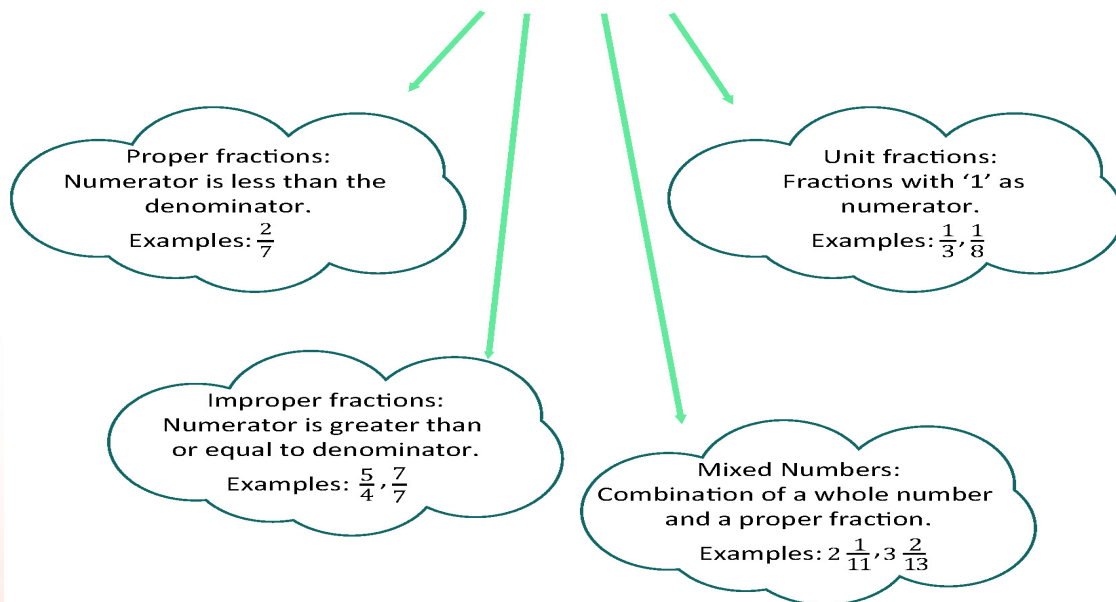 Proper fractions:
Numerator is less than the
denominator.
Examples: 2/7
Unit fractions:
Fractions with ‘1’ as
numerator.
Examples: 1/3, 1/8
Improper fractions:
Numerator is greater than
or equal to denominator.
Examples: 5/4, 7/7
Mixed Numbers:
Combination of a whole number
and a proper fraction.
Examples: 2 1/11, 3 2/13